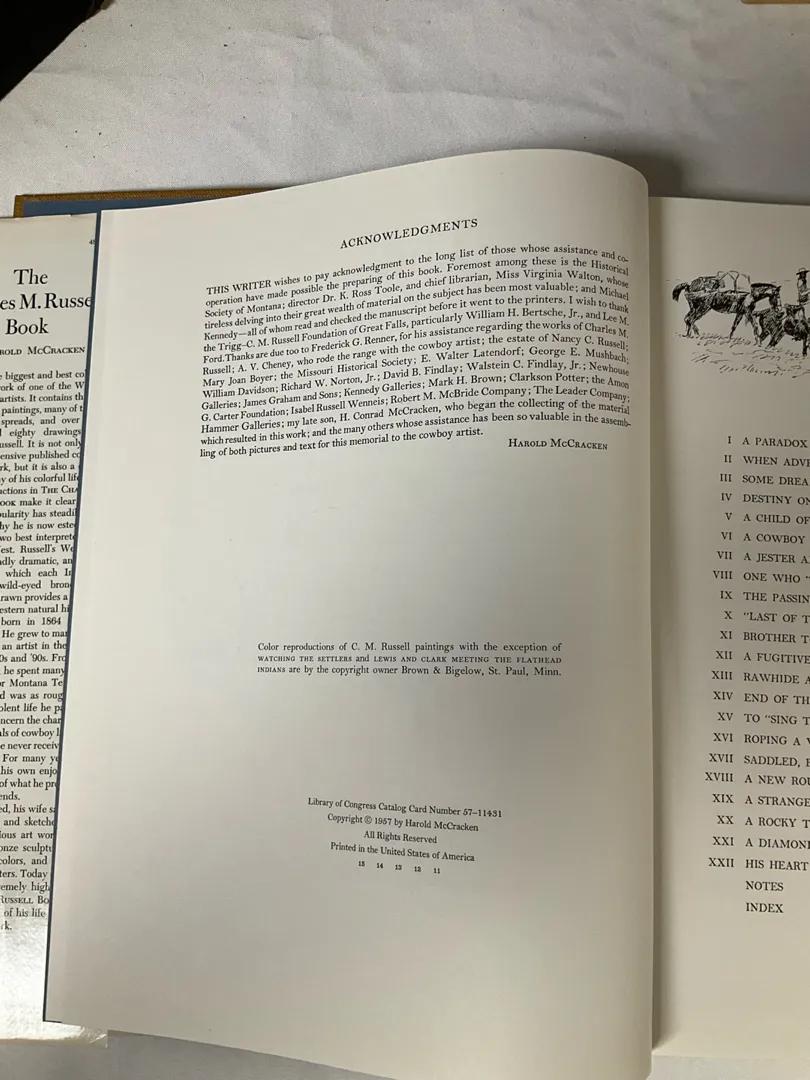 The
es M. Russe
Book
ROLD McCRACKEN
e biggest and best co
ork of one of the W
artists. It contains th
paintings, many of t
spreads, and over
eighty drawings
ussell. It is not only
ensive published co
rk, but it is also a
y of his colorful life
ctions in THE CHA
OOK make it clear
ularity has steadi
hy he is now este
wo best interpret
est. Russell's We
dly dramatic, an
which each In
wild-eyed bron
rawn provides a
estern natural hi
born in 1864
He grew to ma
an artist in the
0s and '90s. Fro
he spent many
r Montana Te
d was as roug
olent life he pa
ncern the char
als of cowboy l
e never receiv
For many ye
his own enjo
of what he pro
ends.
ed, his wife sa
and sketche
ious art wor
onze sculptu
colors, and
ters. Today
emely high
RUSSELL BO
of his life
rk.
ACKNOWLEDGMENTS
THIS WRITER wishes to pay acknowledgment to the long list of those whose assistance and co-
operation have made possible the preparing of this book. Foremost among these is the Historical
Society of Montana; director Dr. K. Ross Toole, and chief librarian, Miss Virginia Walton, whose
tireless delving into their great wealth of material on the subject has been most valuable; and Michael
Kennedy—all of whom read and checked the manuscript before it went to the printers. I wish to thank
the Trigg–C. M. Russell Foundation of Great Falls, particularly William H. Bertsche, Jr., and Lee M.
Ford. Thanks are due too to Frederick G. Renner, for his assistance regarding the works of Charles M.
Russell; A. V. Cheney, who rode the range with the cowboy artist; the estate of Nancy C. Russell;
Mary Joan Boyer; the Missouri Historical Society; E. Walter Latendorf; George E. Mushbach;
William Davidson; Richard W. Norton, Jr.; David B. Findlay; Walstein C. Findlay, Jr.; Newhouse
Galleries; James Graham and Sons; Kennedy Galleries; Mark H. Brown; Clarkson Potter; the Amon
G. Carter Foundation; Isabel Russell Wenneis; Robert M. McBride Company; The Leader Company;
Hammer Galleries; my late son, H. Conrad McCracken, who began the collecting of the material
which resulted in this work; and the many others whose assistance has been so valuable in the assemb-
ling of both pictures and text for this memorial to the cowboy artist.
HAROLD MCCRACKEN
Color reproductions of C. M. Russell paintings with the exception of
WATCHING THE SETTLERS and LEWIS AND CLARK MEETING THE FLATHEAD
INDIANS are by the copyright owner Brown & Bigelow, St. Paul, Minn.
Library of Congress Catalog Card Number 57-11431
Copyright © 1957 by Harold McCracken
All Rights Reserved
Printed in the United States of America
15 14 13 12 11
I A PARADOX
II WHEN ADVE
III SOME DREA
IV DESTINY ON
V A CHILD OF
VI A COWBOY
VII A JESTER A
VIII ONE WHO "
IX THE PASSIN
X "LAST OF T
XI BROTHER T
XII A FUGITIVE
XIII RAWHIDE A
XIV END OF TH
XV TO "SING T
XVI ROPING A V
XVII SADDLED, B
XVIII A NEW ROU
XIX A STRANGE
XX A ROCKY T
XXI A DIAMOND
XXII HIS HEART
NOTES
INDEX